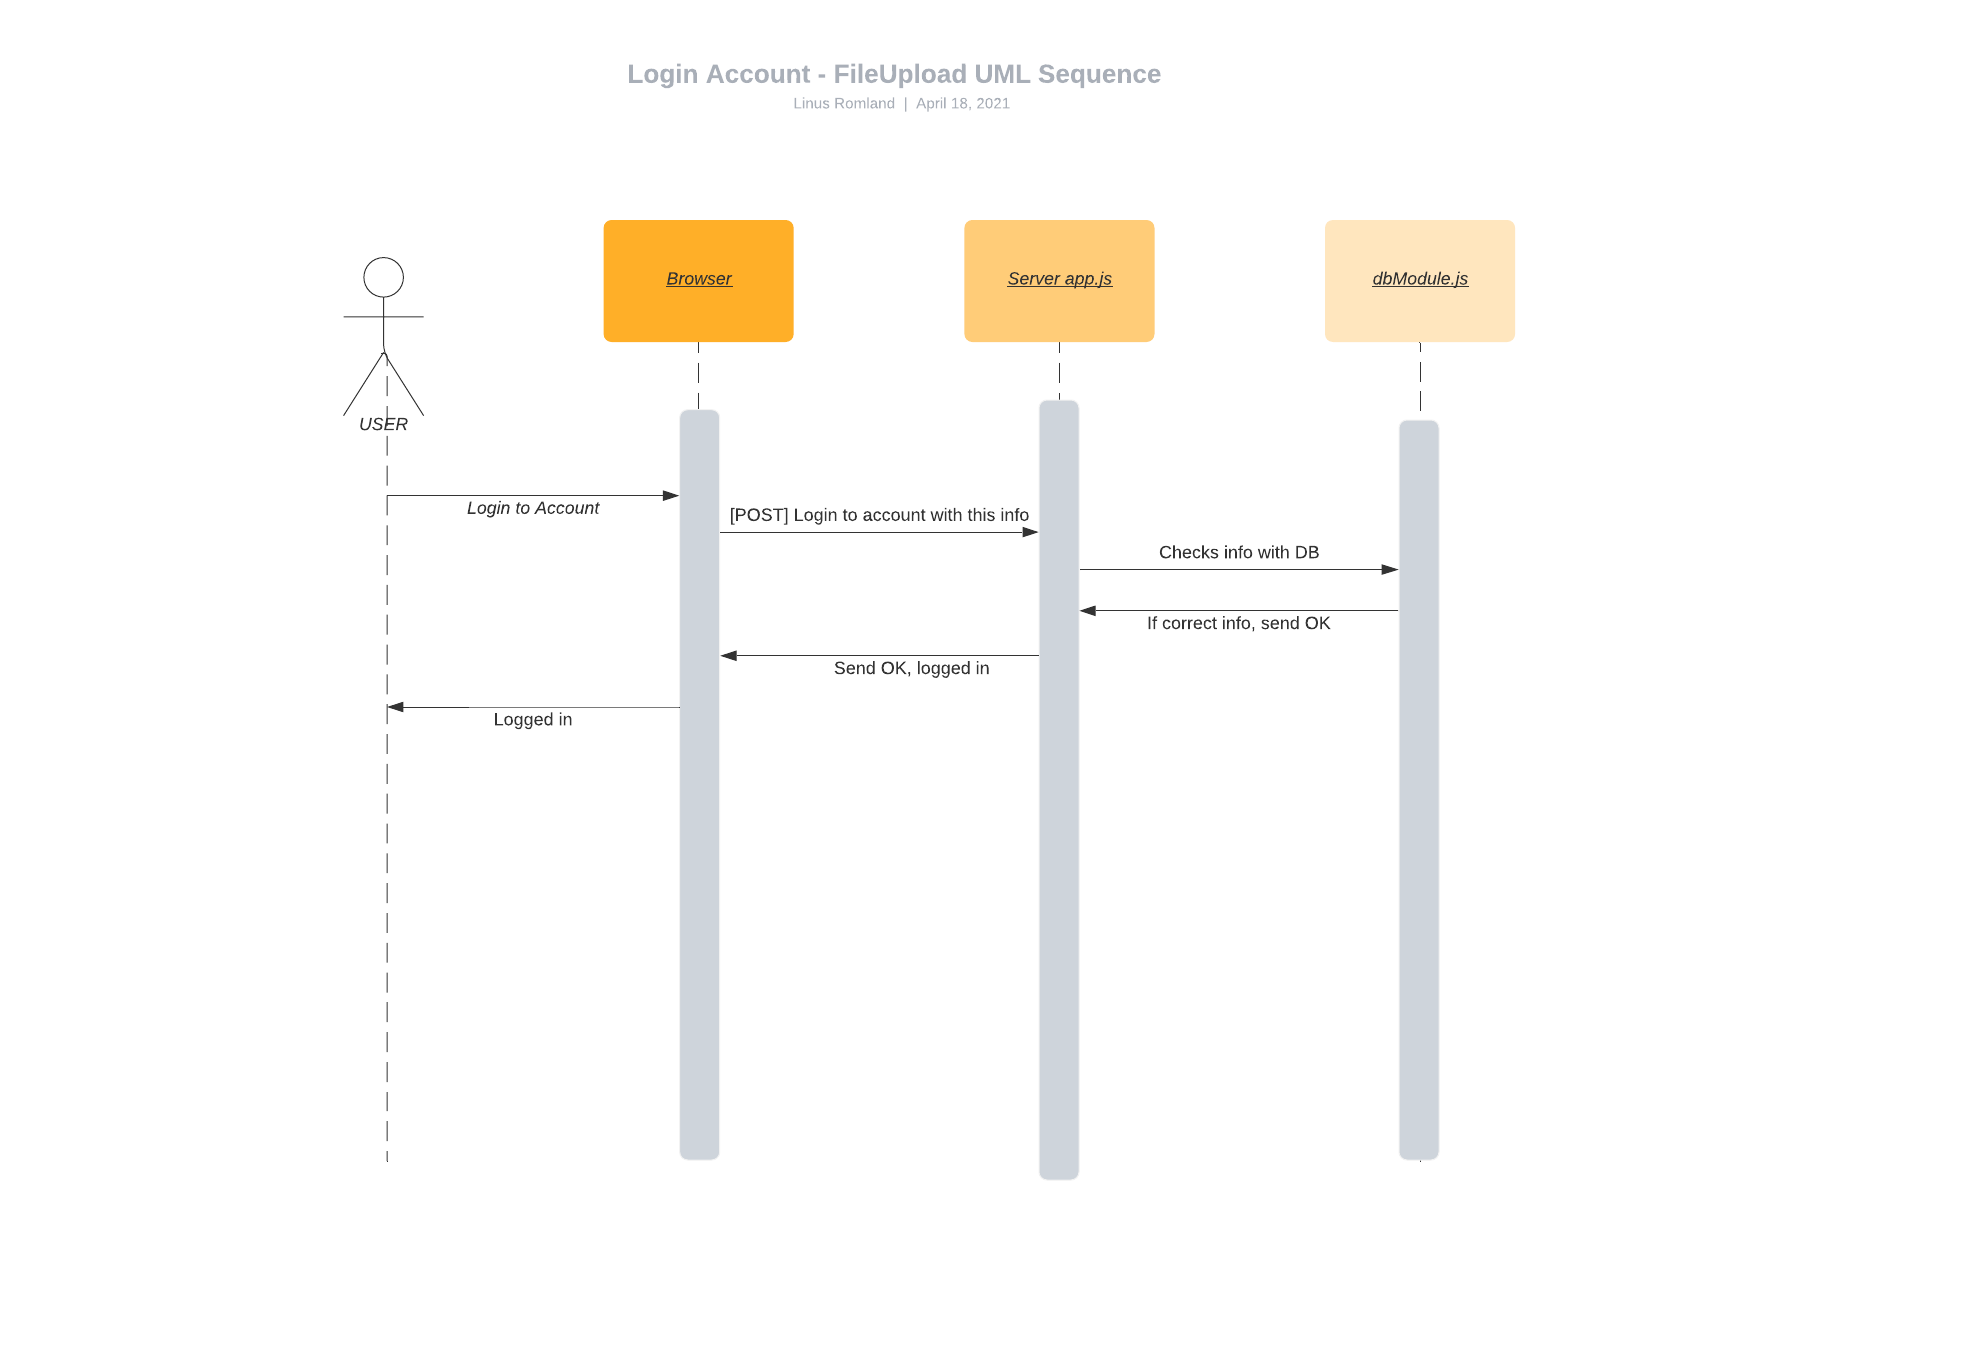 Login Account - FileUpload UML Sequence
Linus Romland | April 18, 2021
Browser
Server app.js
dbModule.js
USER
Login to Account
[POST] Login to account with this info
Checks info with DB
If correct info, send OK
Send OK, logged in
Logged in